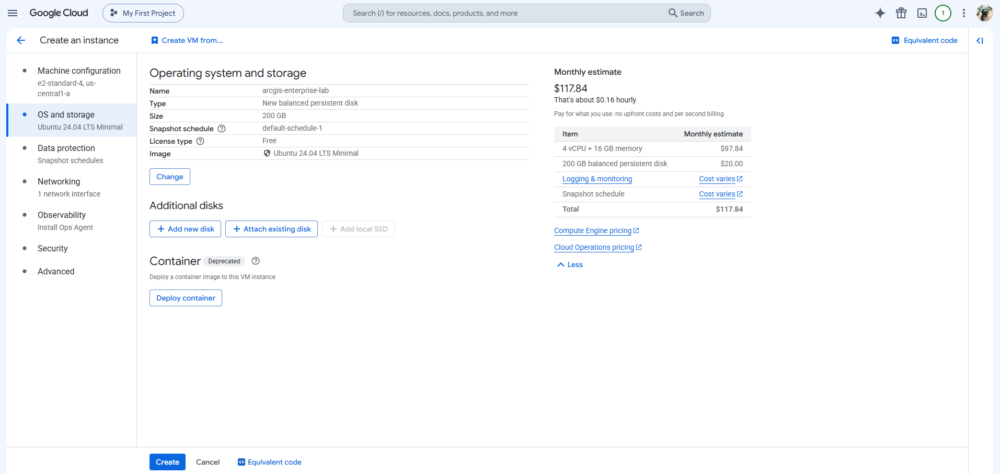 Google Cloud
My First Project
Search (/) for resources, docs, products, and more
Search
1
Create an instance
Create VM from...
Equivalent code
Machine configuration
e2-standard-4, us-
central1-a
OS and storage
Ubuntu 24.04 LTS Minimal
Data protection
Snapshot schedules
Networking
1 network interface
Observability
Install Ops Agent
Security
Advanced
Operating system and storage
Name arcgis-enterprise-lab
Type New balanced persistent disk
Size 200 GB
Snapshot schedule default-schedule-1
License type Free
Image Ubuntu 24.04 LTS Minimal
Change
Additional disks
Add new disk
Attach existing disk
Add local SSD
Container Deprecated
Deploy a container image to this VM instance
Deploy container
Monthly estimate
$117.84
That's about $0.16 hourly
Pay for what you use: no upfront costs and per second billing
Item Monthly estimate
4 vCPU + 16 GB memory $97.84
200 GB balanced persistent disk $20.00
Logging & monitoring Cost varies
Snapshot schedule Cost varies
Total $117.84
Compute Engine pricing
Cloud Operations pricing
Less
Create
Cancel
Equivalent code